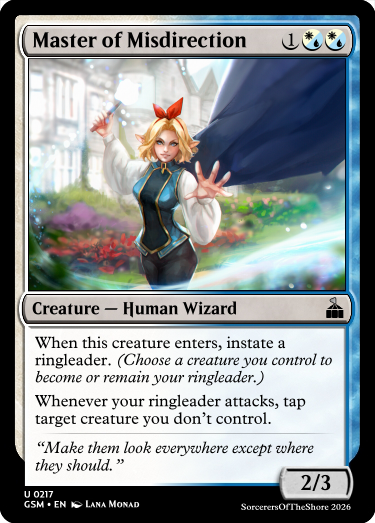 Master of Misdirection 1
Creature — Human Wizard
When this creature enters, instate a
ringleader. (Choose a creature you control to
become or remain your ringleader.)
Whenever your ringleader attacks, tap
target creature you don't control.
"Make them look everywhere except where
they should."
2/3
U 0217
GSM • EN Lana Monad
SorcerersOfTheShore 2026